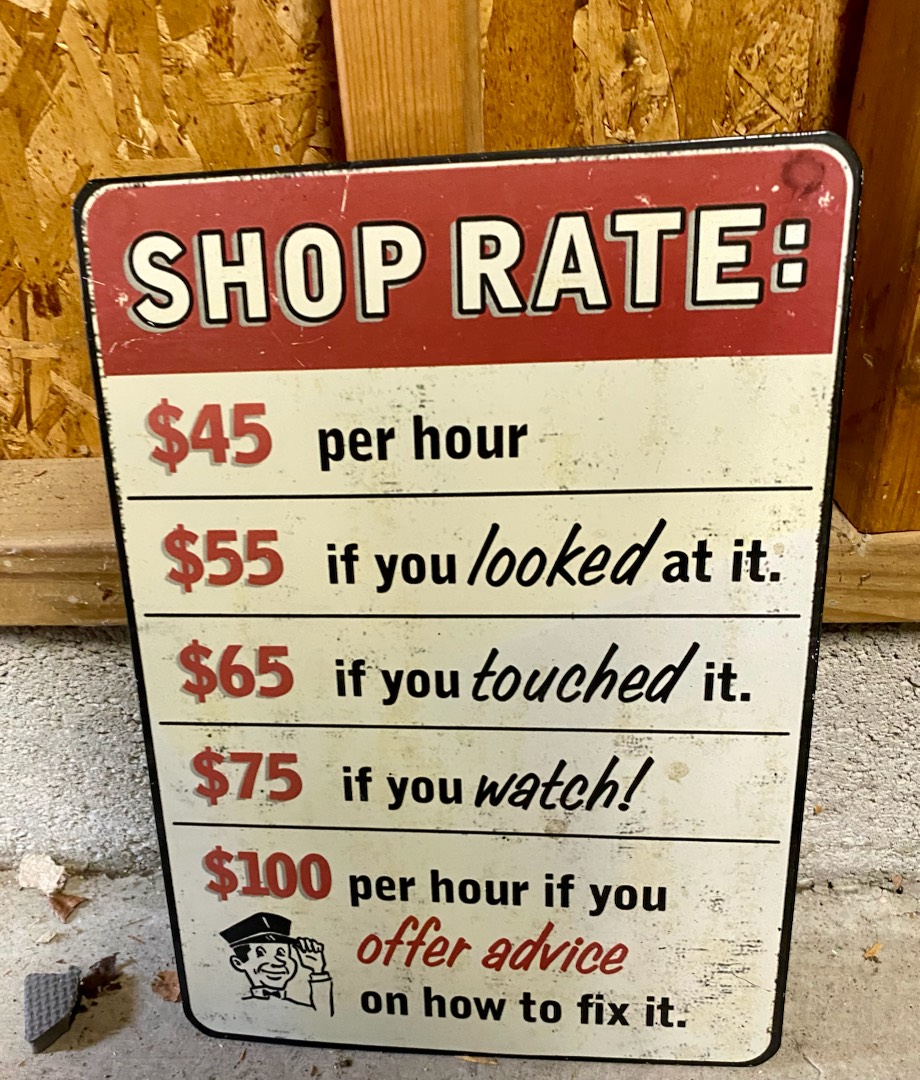 SHOP RATE:
$45 per hour
$55 if you looked at it.
$65 if you touched it.
$75 if you watch!
$100 per hour if you
offer advice
on how to fix it.